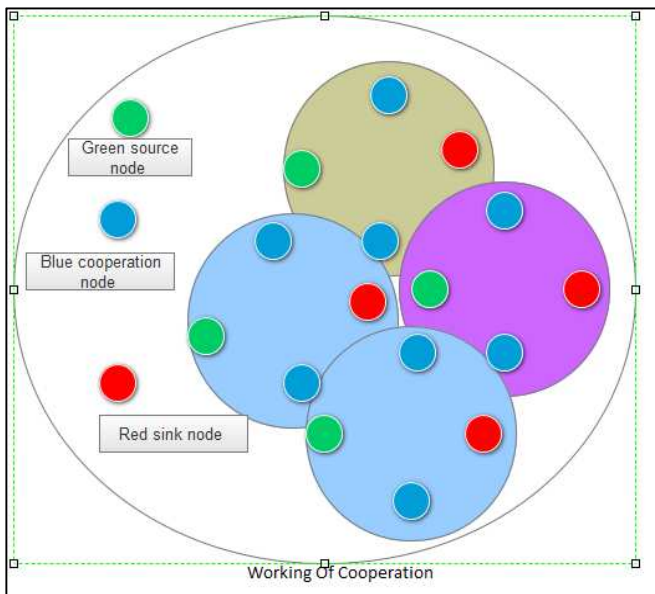 Green source
node
Blue cooperation
node
Red sink node
Working Of Cooperation